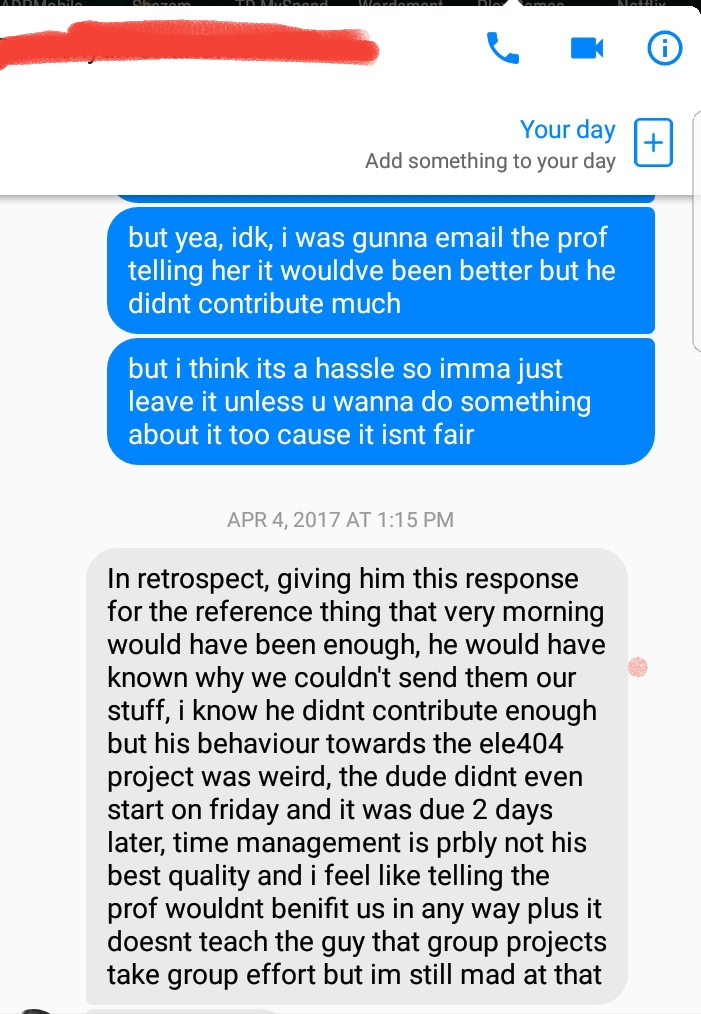 Your day
Add something to your day
but yea, idk, i was gunna email the prof
telling her it wouldve been better but he
didnt contribute much
but i think its a hassle so imma just
leave it unless u wanna do something
about it too cause it isnt fair
APR 4, 2017 AT 1:15 PM
In retrospect, giving him this response
for the reference thing that very morning
would have been enough, he would have
known why we couldn't send them our
stuff, i know he didnt contribute enough
but his behaviour towards the ele404
project was weird, the dude didnt even
start on friday and it was due 2 days
later, time management is prbly not his
best quality and i feel like telling the
prof wouldnt benifit us in any way plus it
doesnt teach the guy that group projects
take group effort but im still mad at that